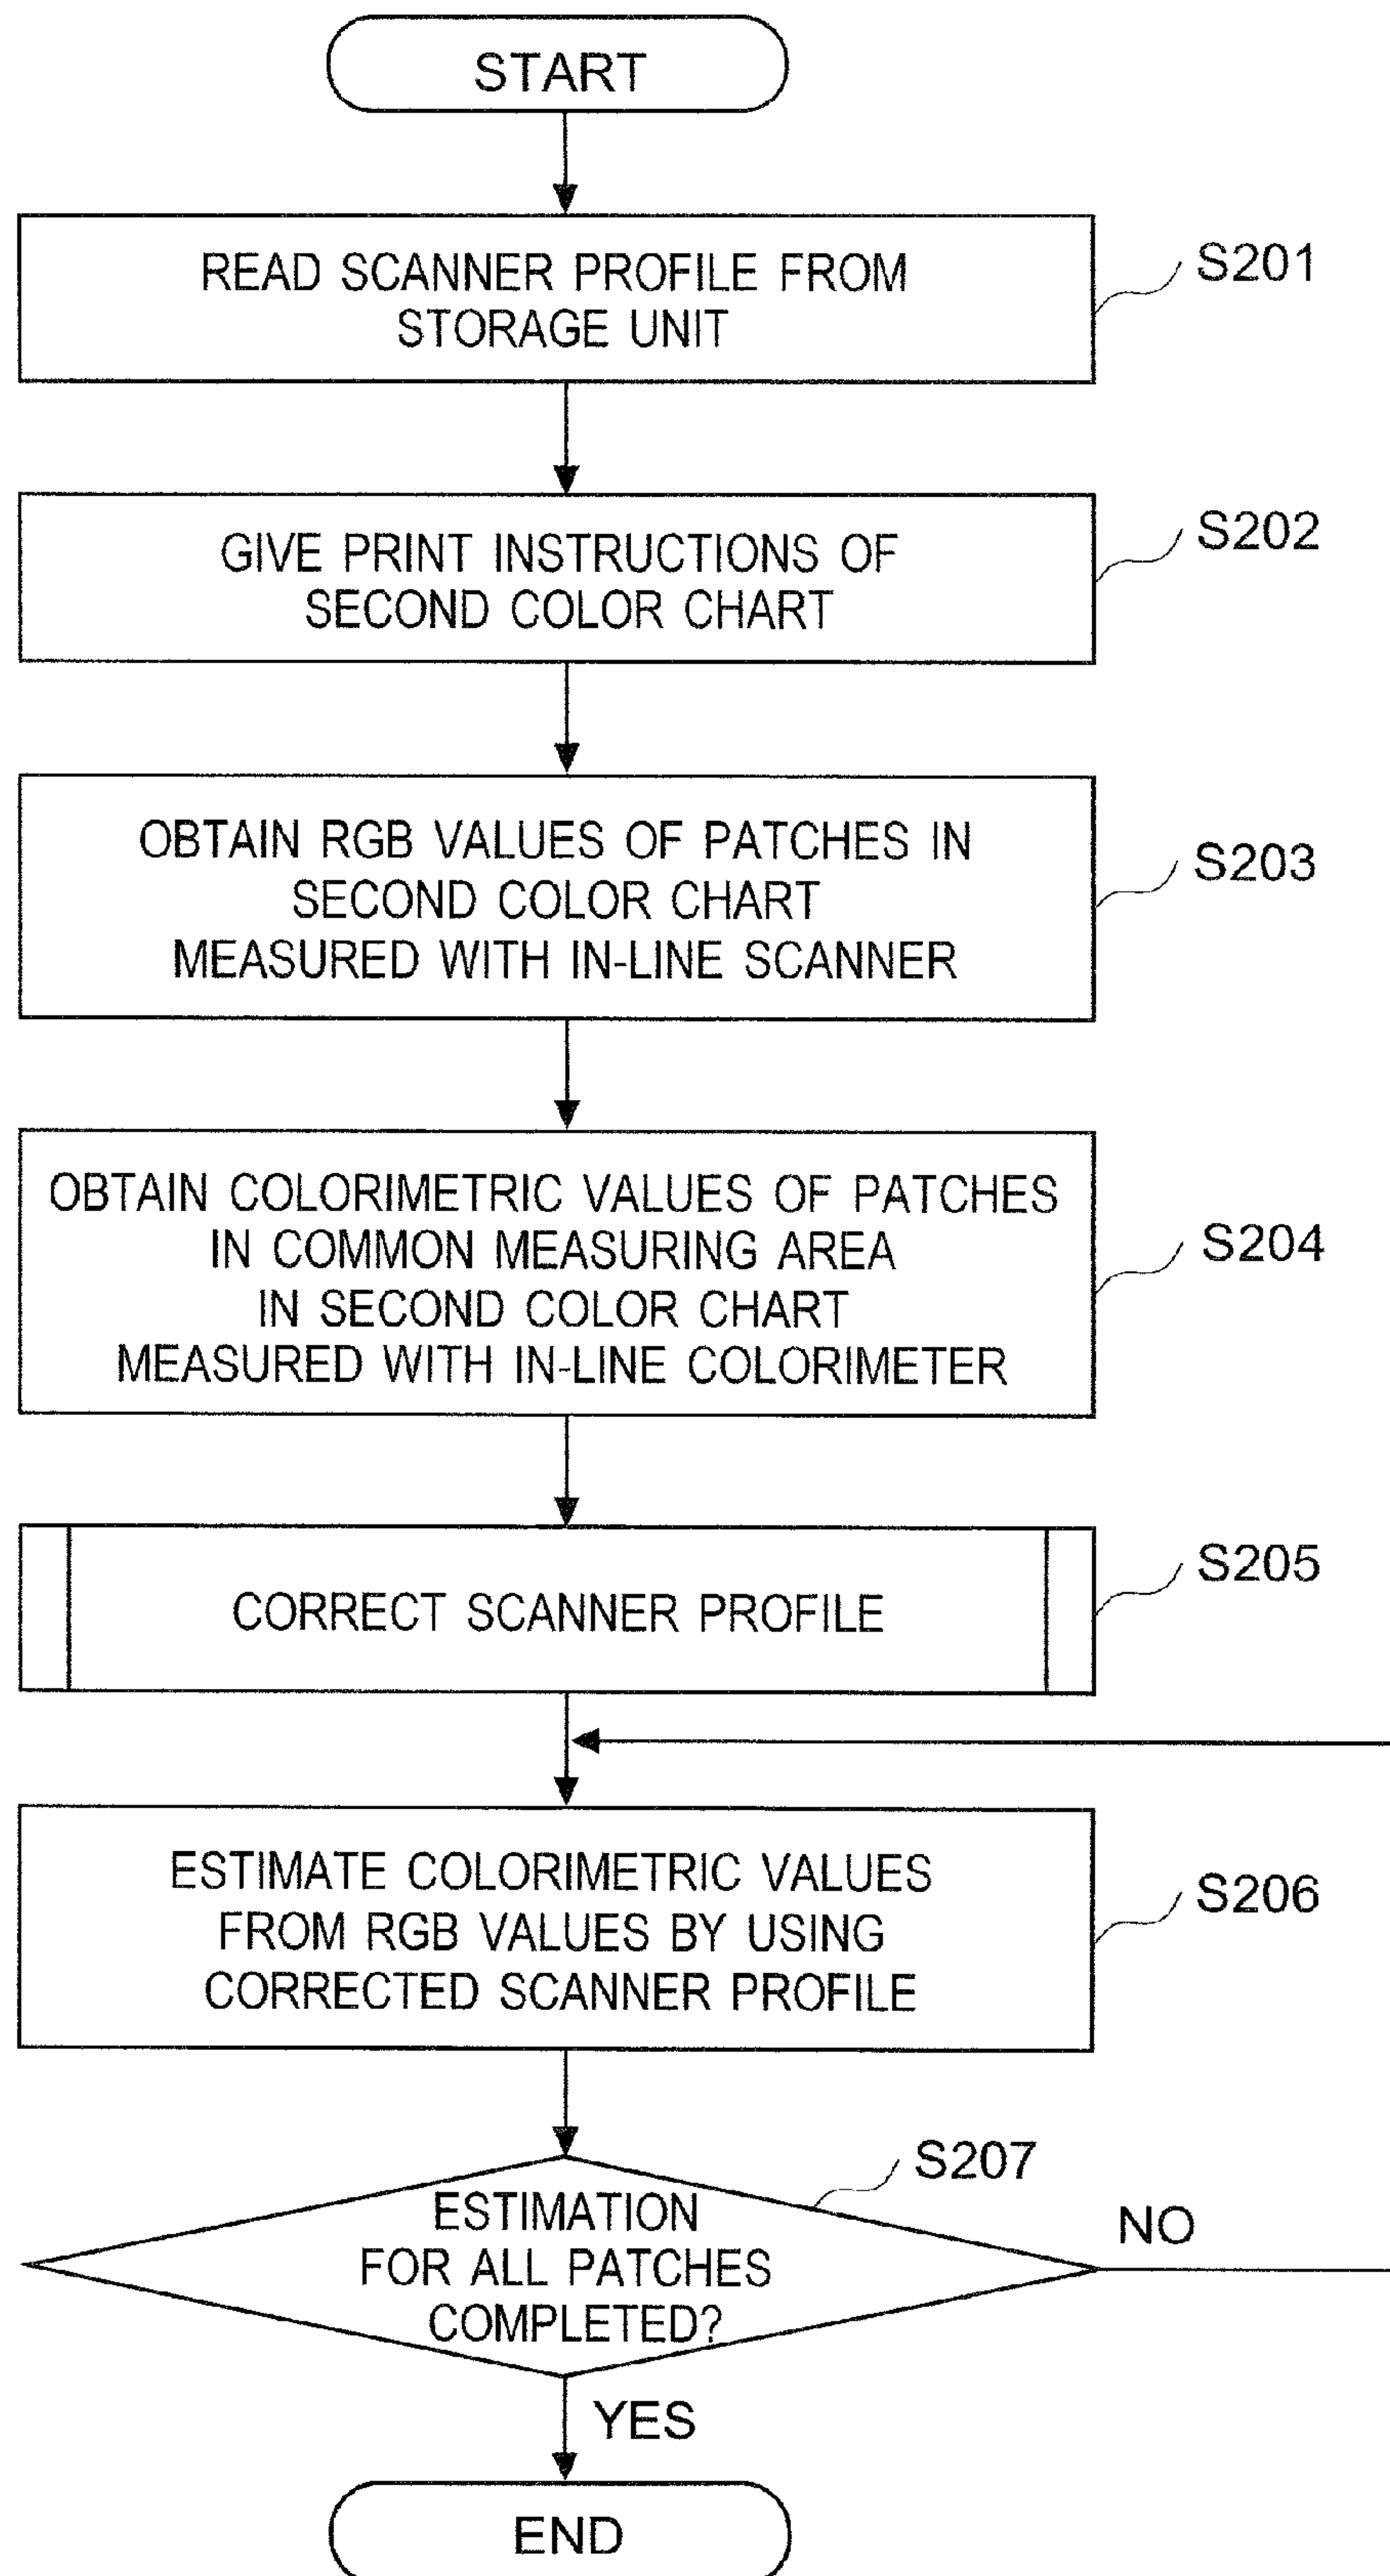 START
READ SCANNER PROFILE FROM
STORAGE UNIT
S201
GIVE PRINT INSTRUCTIONS OF
SECOND COLOR CHART
S202
OBTAIN RGB VALUES OF PATCHES IN
SECOND COLOR CHART
MEASURED WITH IN-LINE SCANNER
S203
OBTAIN COLORIMETRIC VALUES OF PATCHES
IN COMMON MEASURING AREA
IN SECOND COLOR CHART
MEASURED WITH IN-LINE COLORIMETER
S204
CORRECT SCANNER PROFILE
S205
ESTIMATE COLORIMETRIC VALUES
FROM RGB VALUES BY USING
CORRECTED SCANNER PROFILE
S206
S207
ESTIMATION
FOR ALL PATCHES
COMPLETED?
NO
YES
END